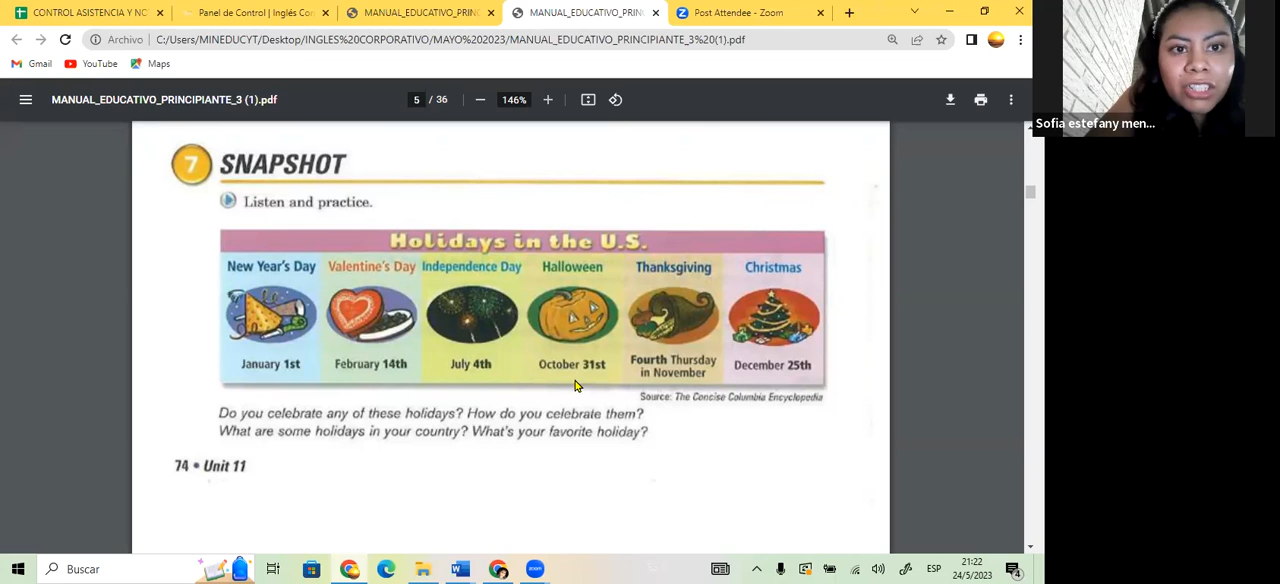 CONTROL ASISTENCIA Y NO
Panel de Control | Inglés Con
MANUAL_EDUCATIVO_PRINC
MANUAL_EDUCATIVO_PRINC
Post Attendee - Zoom
Archivo C:/Users/MINEDUCYT/Desktop/INGLES%20CORPORATIVO/MAYO%202023/MANUAL_EDUCATIVO_PRINCIPIANTE_3%20(1).pdf
Gmail YouTube Maps
MANUAL_EDUCATIVO_PRINCIPIANTE_3 (1).pdf 5 / 36 146%
Sofia estefany men...
7 SNAPSHOT
Listen and practice.
Holidays in the U.S.
New Year's Day Valentine's Day Independence Day Halloween Thanksgiving Christmas
January 1st February 14th July 4th October 31st Fourth Thursday in November December 25th
Source: The Concise Columbia Encyclopedia
Do you celebrate any of these holidays? How do you celebrate them?
What are some holidays in your country? What's your favorite holiday?
74 • Unit 11
Buscar
ESP
21:22
24/5/2023
4